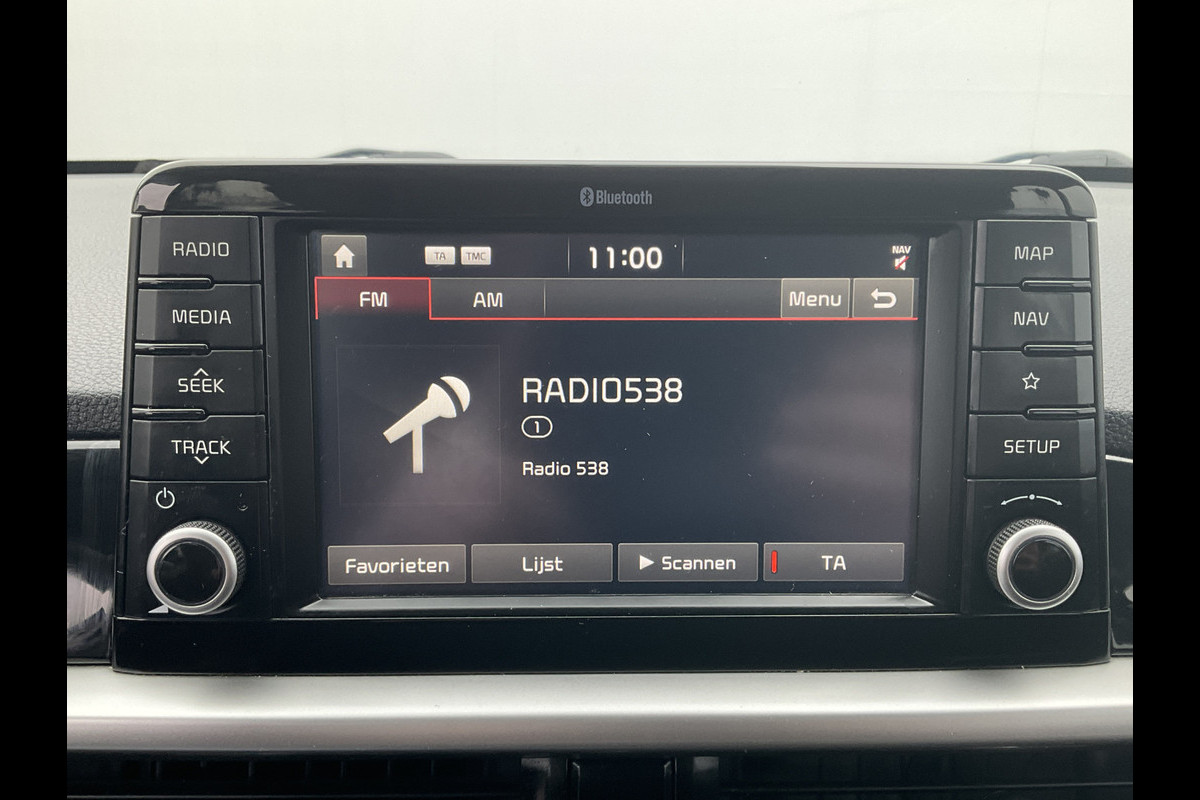 Bluetooth
RADIO
MEDIA
SEEK
TRACK
TA TMC 11:00 NAV
FM AM Menu
RADIO538
1
Radio 538
Favorieten Lijst Scannen TA
MAP
NAV
SETUP